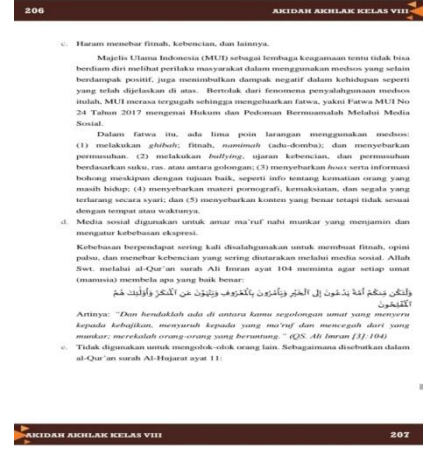 206
AKIDAH AKHLAK KELAS VIII
c. Haram menebar fitnah, kebencian, dan lainnya.
Majelis Ulama Indonesia (MUI) sebagai lembaga keagamaan tentu tidak bisa
berdiam diri melihat perilaku masyarakat dalam menggunakan medsos yang selain
berdampak positif, juga menimbulkan dampak negatif dalam kehidupan seperti
yang telah dijelaskan di atas. Bertolak dari fenomena penyalahgunaan medsos
itulah, MUI merasa tergugah sehingga mengeluarkan fatwa, yakni Fatwa MUI No
24 Tahun 2017 mengenai Hukum dan Pedoman Bermuamalah Melalui Media
Sosial.
Dalam fatwa itu, ada lima poin larangan menggunakan medsos:
(1) melakukan ghibah; fitnah, namimah (adu-domba); dan menyebarkan
permusuhan. (2) melakukan bullying, ujaran kebencian, dan permusuhan
berdasarkan suku, ras. atau antara golongan; (3) menyebarkan hoax serta informasi
bohong meskipun dengan tujuan baik, seperti info tentang kematian orang yang
masih hidup; (4) menyebarkan materi pornografi, kemaksiatan, dan segala yang
terlarang secara syari; dan (5) menyebarkan konten yang benar tetapi tidak sesuai
dengan tempat atau waktunya.
d. Media sosial digunakan untuk amar ma'ruf nahi munkar yang menjamin dan
mengatur kebebasan ekspresi.
Kebebasan berpendapat sering kali disalahgunakan untuk membuat fitnah, opini
palsu, dan menebar kebencian yang sering diutarakan melalui media sosial. Allah
Swt. melalui al-Qur'an surah Ali Imran ayat 104 meminta agar setiap umat
(manusia) membela apa yang baik benar:
وَلْتَكُن مِّنكُمْ أُمَّةٌ يَدْعُونَ إِلَى ٱلْخَيْرِ وَيَأْمُرُونَ بِٱلْمَعْرُوفِ وَيَنْهَوْنَ عَنِ ٱلْمُنكَرِ وَأُوْلَٰٓئِكَ هُمُ
ٱلْمُفْلِحُونَ
Artinya: "Dan hendaklah ada di antara kamu segolongan umat yang menyeru
kepada kebajikan, menyuruh kepada yang ma'ruf dan mencegah dari yang
munkar; merekalah orang-orang yang beruntung." (QS. Ali Imran [3]:104)
e. Tidak digunakan untuk mengolok-olok orang lain. Sebagaimana disebutkan dalam
al-Qur'an surah Al-Hujarat ayat 11:
AKIDAH AKHLAK KELAS VIII
207